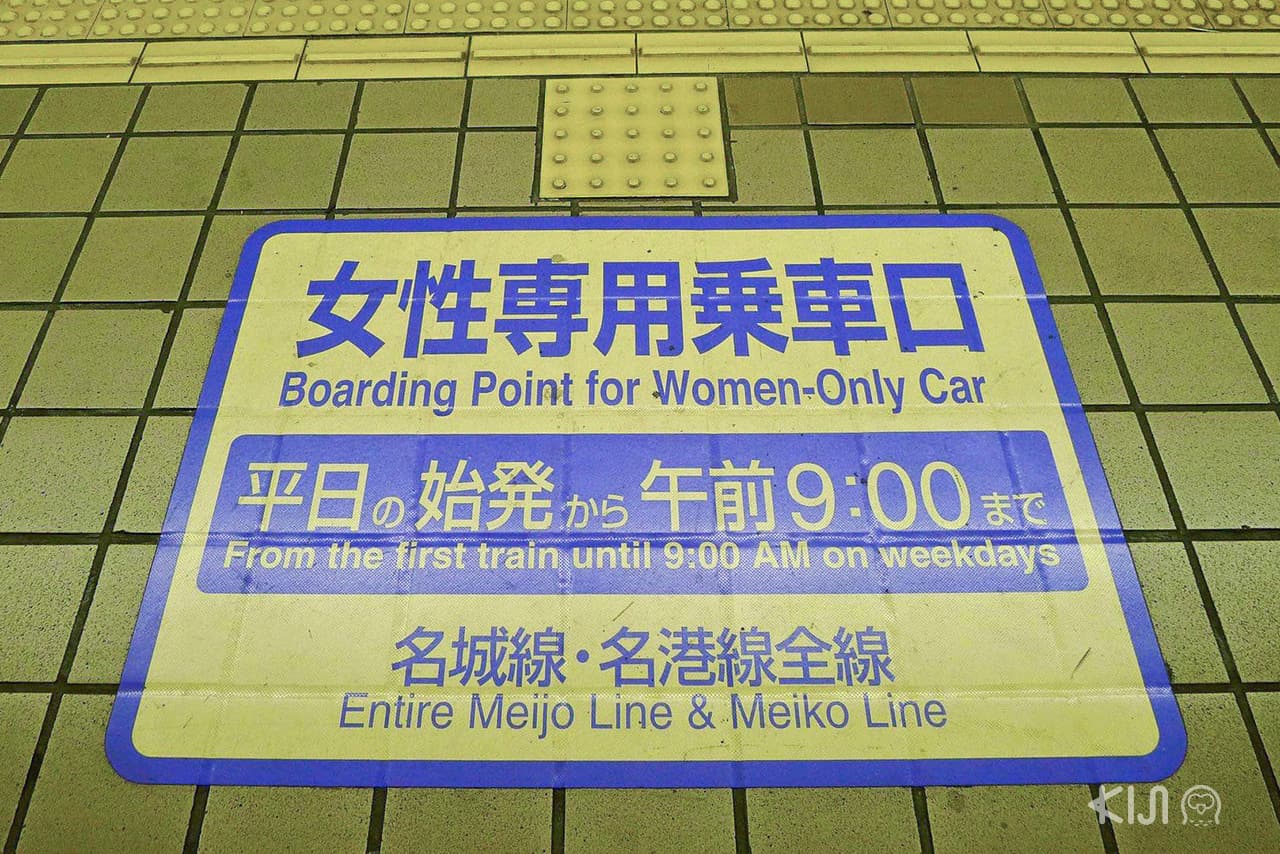 女性専用乗車口
Boarding Point for Women-Only Car
平日の始発から午前9:00まで
From the first train until 9:00 AM on weekdays
名城線・名港線全線
Entire Meijo Line & Meiko Line
KIJI